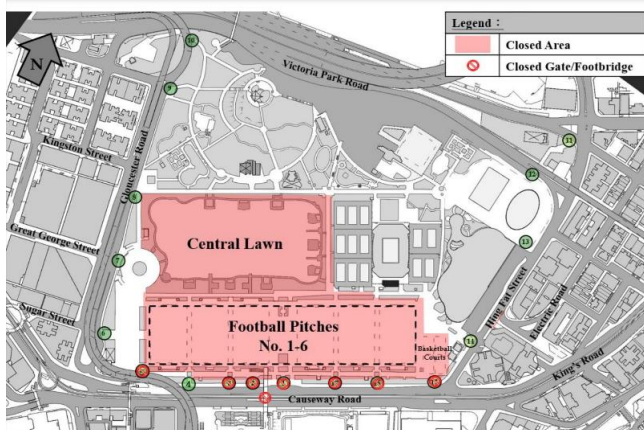 Legend :
Closed Area
Closed Gate/Footbridge
N
Victoria Park Road
Kingston Street
Gloucester Road
Great George Street
Sugar Street
Central Lawn
Football Pitches
No. 1-6
Basketball
Courts
Hing Fat Street
Electric Road
King's Road
Causeway Road
10
9
8
7
6
4
11
12
13
14